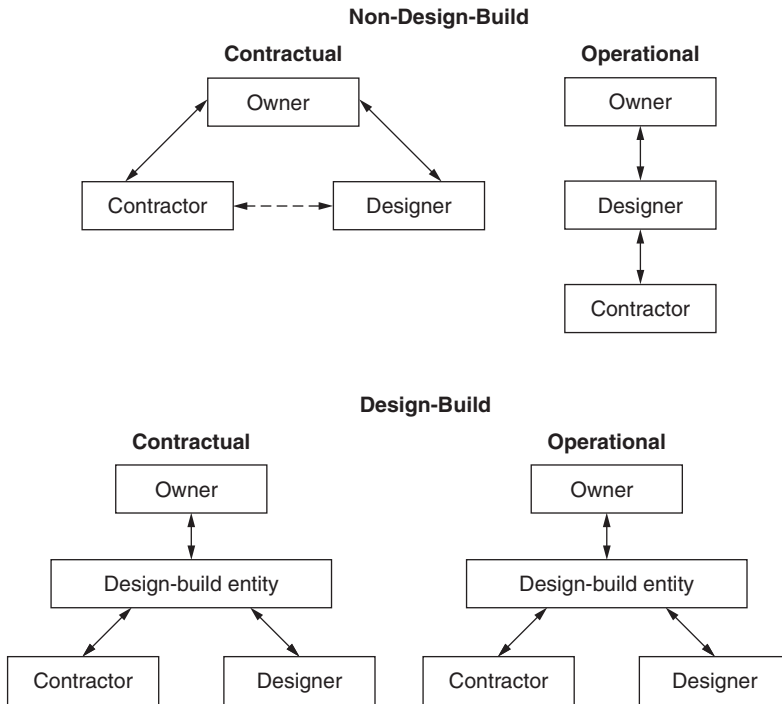 Non-Design-Build
Contractual
Operational
Owner
Owner
Contractor
Designer
Designer
Contractor
Design-Build
Contractual
Operational
Owner
Owner
Design-build entity
Design-build entity
Contractor
Designer
Contractor
Designer